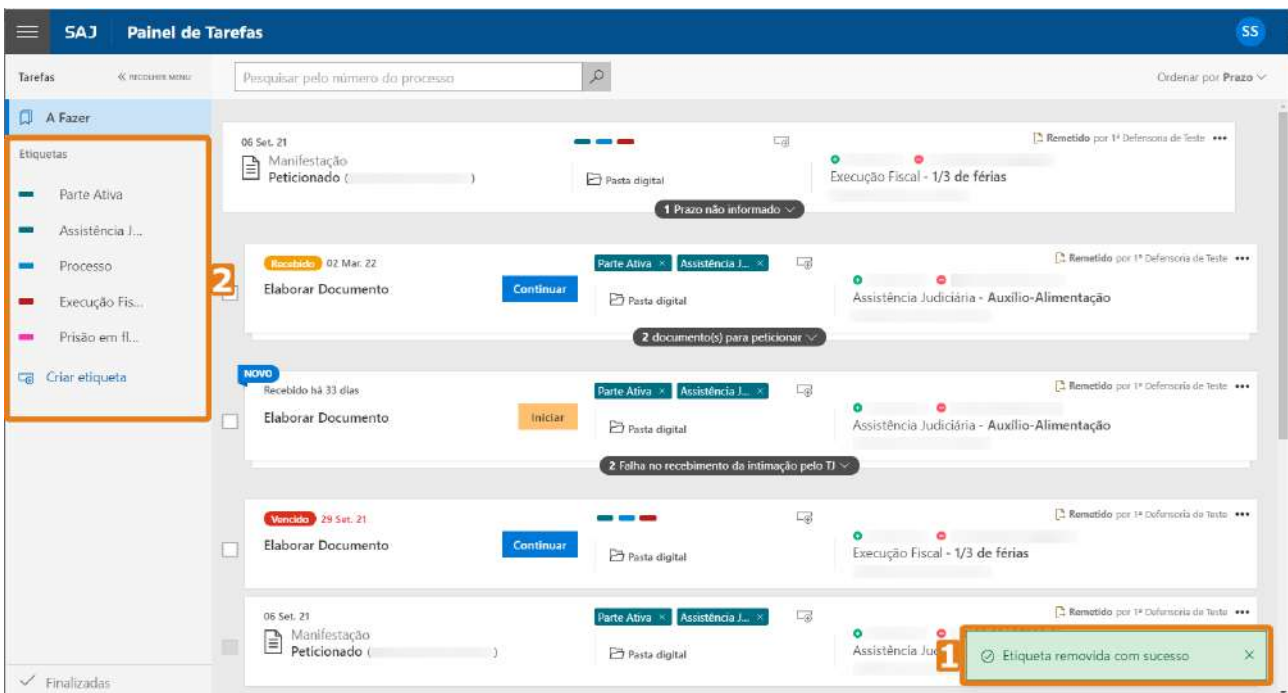 SAJ Painel de Tarefas SS
Tarefas RECOLHER MENU Pesquisar pelo número do processo Ordenar por Prazo
A Fazer
Etiquetas
Parte Ativa
Assistência J...
Processo
Execução Fis...
Prisão em fl...
Criar etiqueta
Finalizadas
2
06 Set. 21 Remetido por 1ª Defensoria de Teste
Manifestação
Peticionado ( ) Pasta digital Execução Fiscal - 1/3 de férias
1 Prazo não informado
Recebido 02 Mar. 22 Parte Ativa × Assistência J... × Remetido por 1ª Defensoria de Teste
Elaborar Documento Continuar Pasta digital Assistência Judiciária - Auxílio-Alimentação
2 documento(s) para peticionar
NOVO
Recebido há 33 dias Parte Ativa × Assistência J... × Remetido por 1ª Defensoria de Teste
Elaborar Documento Iniciar Pasta digital Assistência Judiciária - Auxílio-Alimentação
2 Falha no recebimento da intimação pelo TJ
Vencido 29 Set. 21 Remetido por 1ª Defensoria de Teste
Elaborar Documento Continuar Pasta digital Execução Fiscal - 1/3 de férias
06 Set. 21 Parte Ativa × Assistência J... × Remetido por 1ª Defensoria de Teste
Manifestação
Peticionado ( ) Pasta digital Assistência Jud
1 Etiqueta removida com sucesso ×